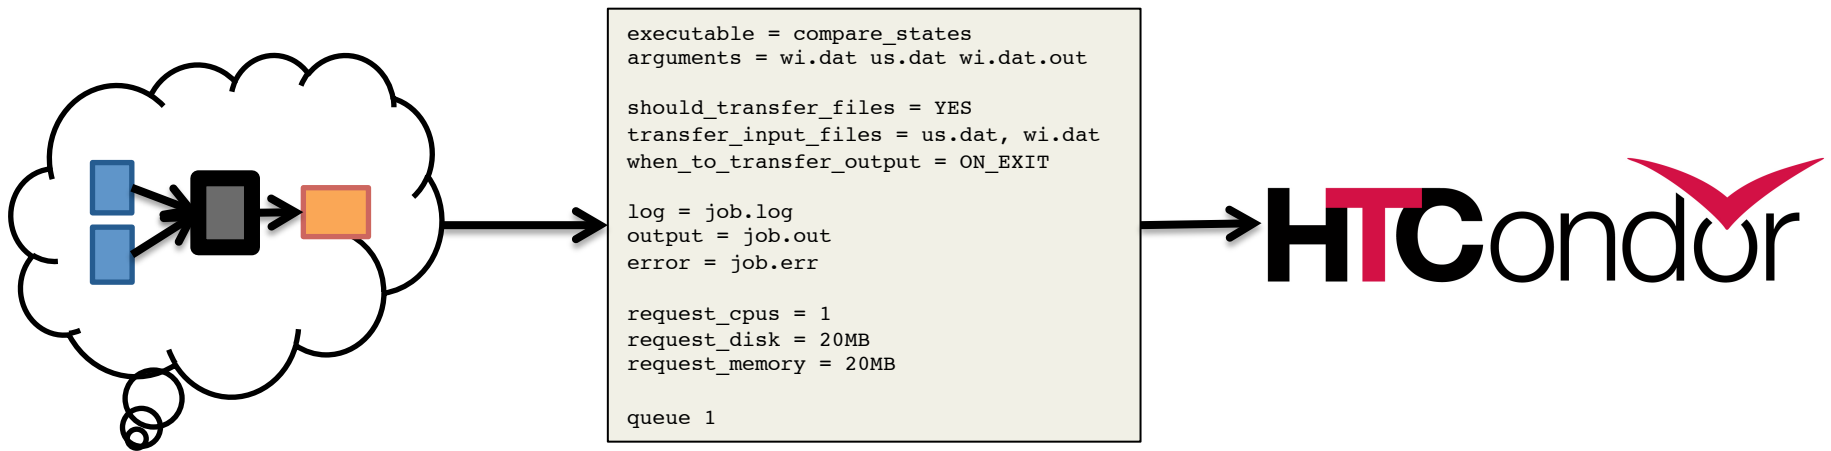 executable = compare_states
arguments = wi.dat us.dat wi.dat.out
should_transfer_files = YES
transfer_input_files = us.dat, wi.dat
when_to_transfer_output = ON_EXIT
log = job.log
output = job.out
error = job.err
request_cpus = 1
request_disk = 20MB
request_memory = 20MB
queue 1
HTCondor